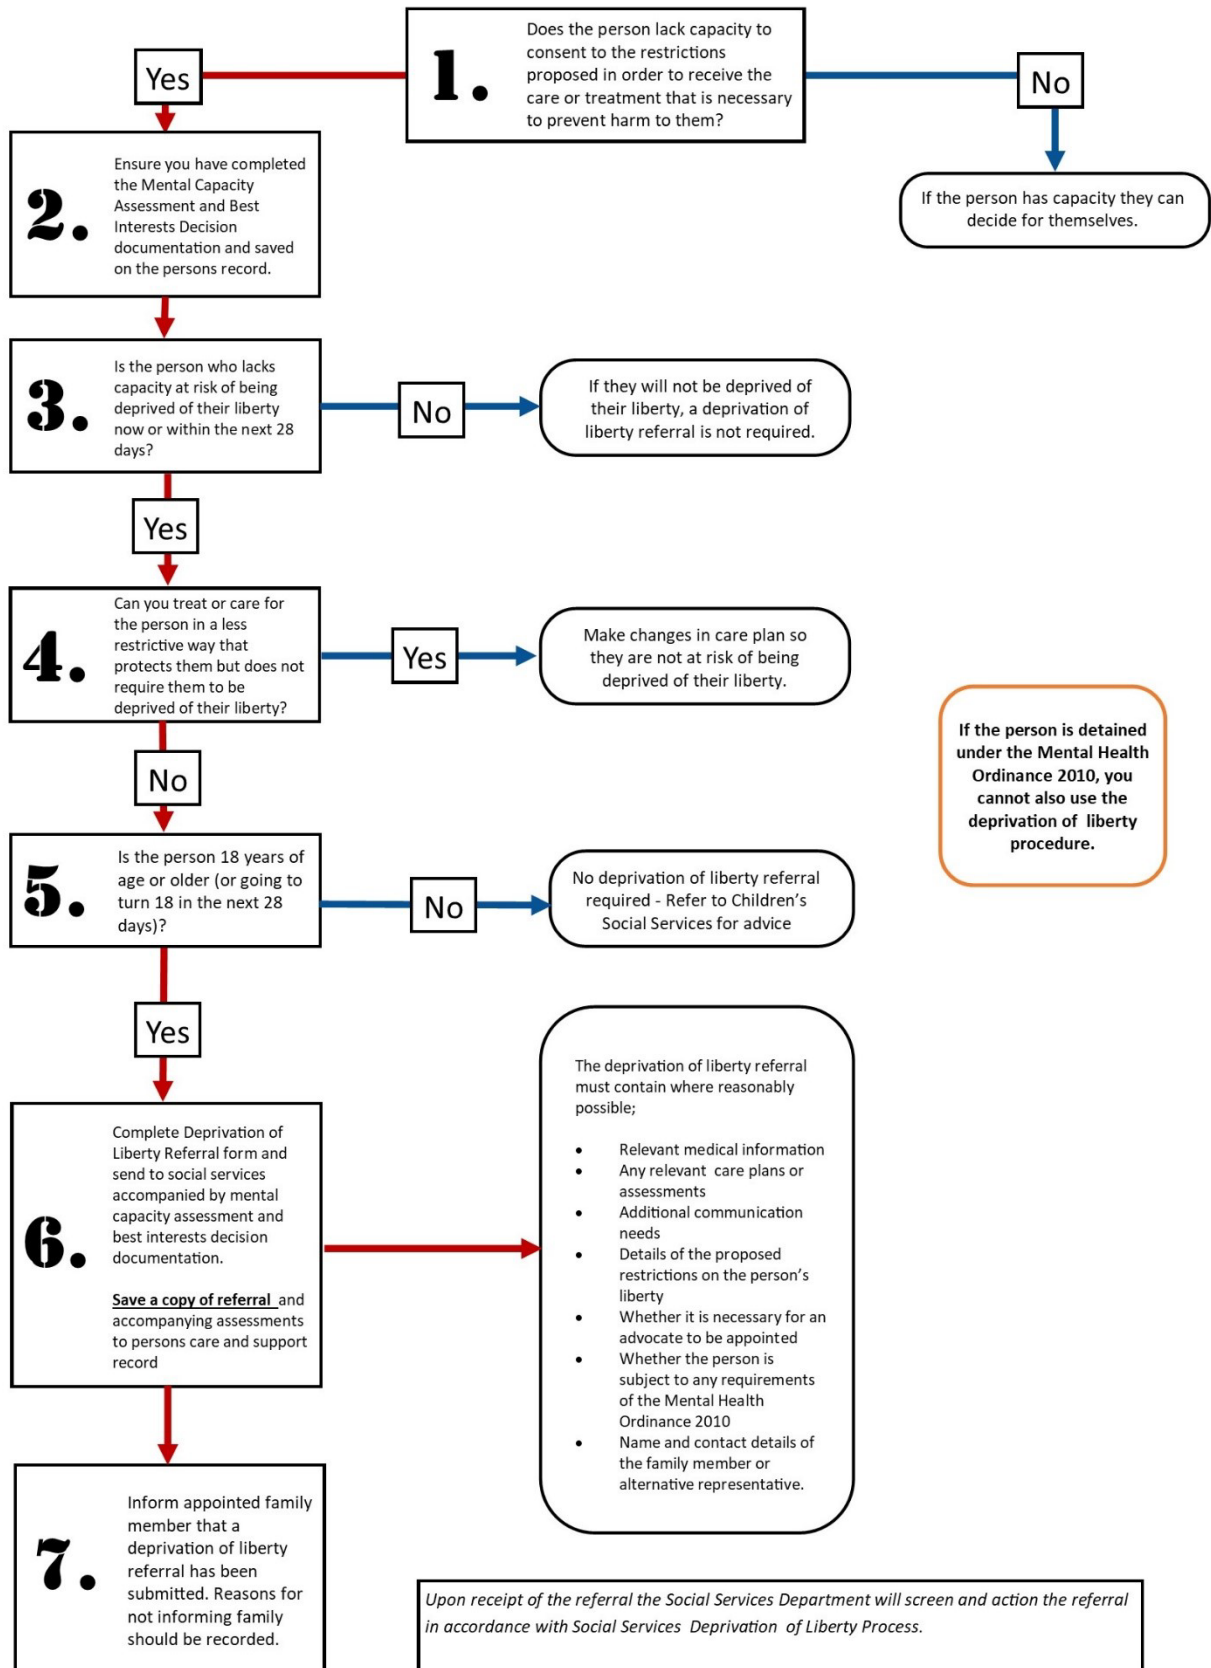 1.
Does the person lack capacity to
consent to the restrictions
proposed in order to receive the
care or treatment that is necessary
to prevent harm to them?
Yes
No
If the person has capacity they can
decide for themselves.
2.
Ensure you have completed
the Mental Capacity
Assessment and Best
Interests Decision
documentation and saved
on the persons record.
3.
Is the person who lacks
capacity at risk of being
deprived of their liberty
now or within the next 28
days?
No
If they will not be deprived of
their liberty, a deprivation of
liberty referral is not required.
Yes
4.
Can you treat or care for
the person in a less
restrictive way that
protects them but does not
require them to be
deprived of their liberty?
Yes
Make changes in care plan so
they are not at risk of being
deprived of their liberty.
If the person is detained
under the Mental Health
Ordinance 2010, you
cannot also use the
deprivation of liberty
procedure.
No
5.
Is the person 18 years of
age or older (or going to
turn 18 in the next 28
days)?
No
No deprivation of liberty referral
required - Refer to Children’s
Social Services for advice
Yes
6.
Complete Deprivation of
Liberty Referral form and
send to social services
accompanied by mental
capacity assessment and
best interests decision
documentation.
Save a copy of referral and
accompanying assessments
to persons care and support
record
The deprivation of liberty referral
must contain where reasonably
possible;
• Relevant medical information
• Any relevant care plans or
assessments
• Additional communication
needs
• Details of the proposed
restrictions on the person’s
liberty
• Whether it is necessary for an
advocate to be appointed
• Whether the person is
subject to any requirements
of the Mental Health
Ordinance 2010
• Name and contact details of
the family member or
alternative representative.
7.
Inform appointed family
member that a
deprivation of liberty
referral has been
submitted. Reasons for
not informing family
should be recorded.
Upon receipt of the referral the Social Services Department will screen and action the referral
in accordance with Social Services Deprivation of Liberty Process.